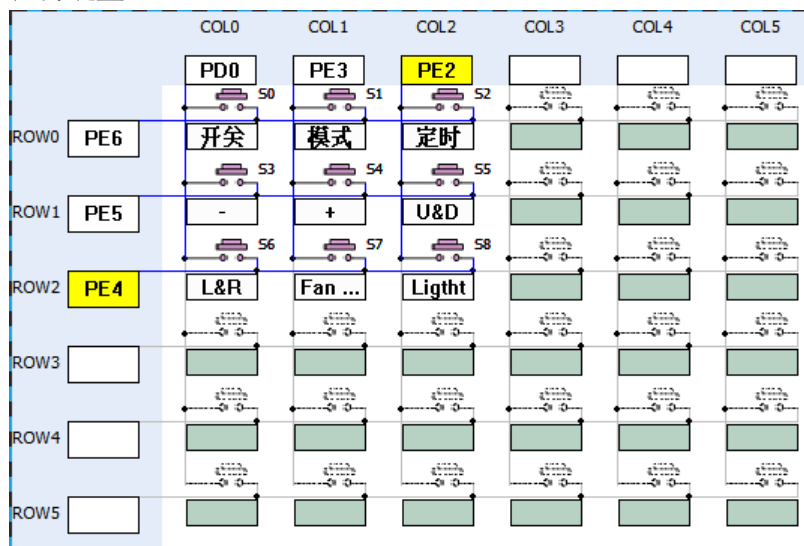 COL0 COL1 COL2 COL3 COL4 COL5
PD0 PE3 PE2
S0 S1 S2
ROW0 PE6 开关 模式 定时
S3 S4 S5
ROW1 PE5 - + U&D
S6 S7 S8
ROW2 PE4 L&R Fan ... Ligtht
ROW3
ROW4
ROW5